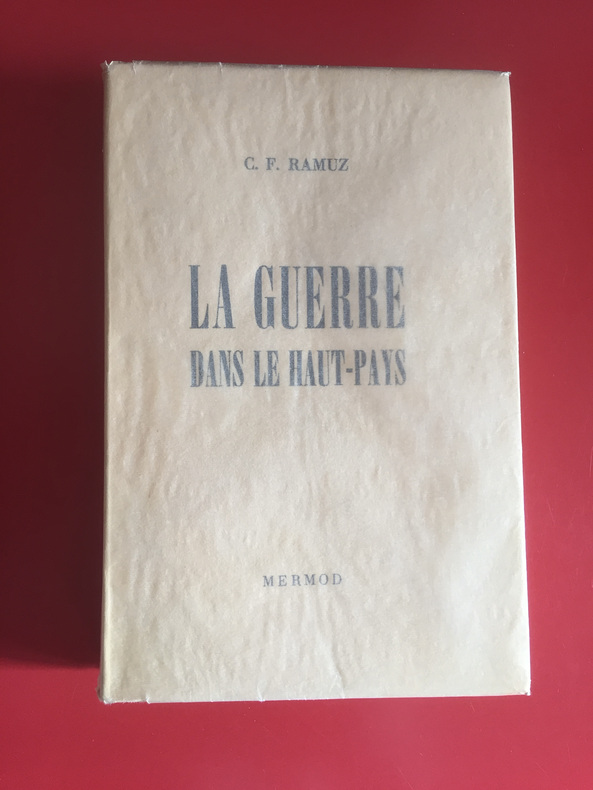 C. F. RAMUZ
LA GUERRE
DANS LE HAUT-PAYS
MERMOD